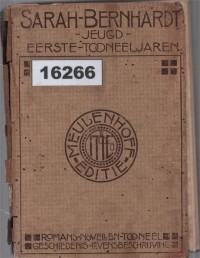 SARAH-BERNHARDT
-JEUGD-
EERSTE-TOONEELJAREN
16266
MEULENHOFF
EDITIE
ROMANS-NOVELLEN-TOONEEL
GESCHIEDENIS-LEVENSBESCHRIJVING